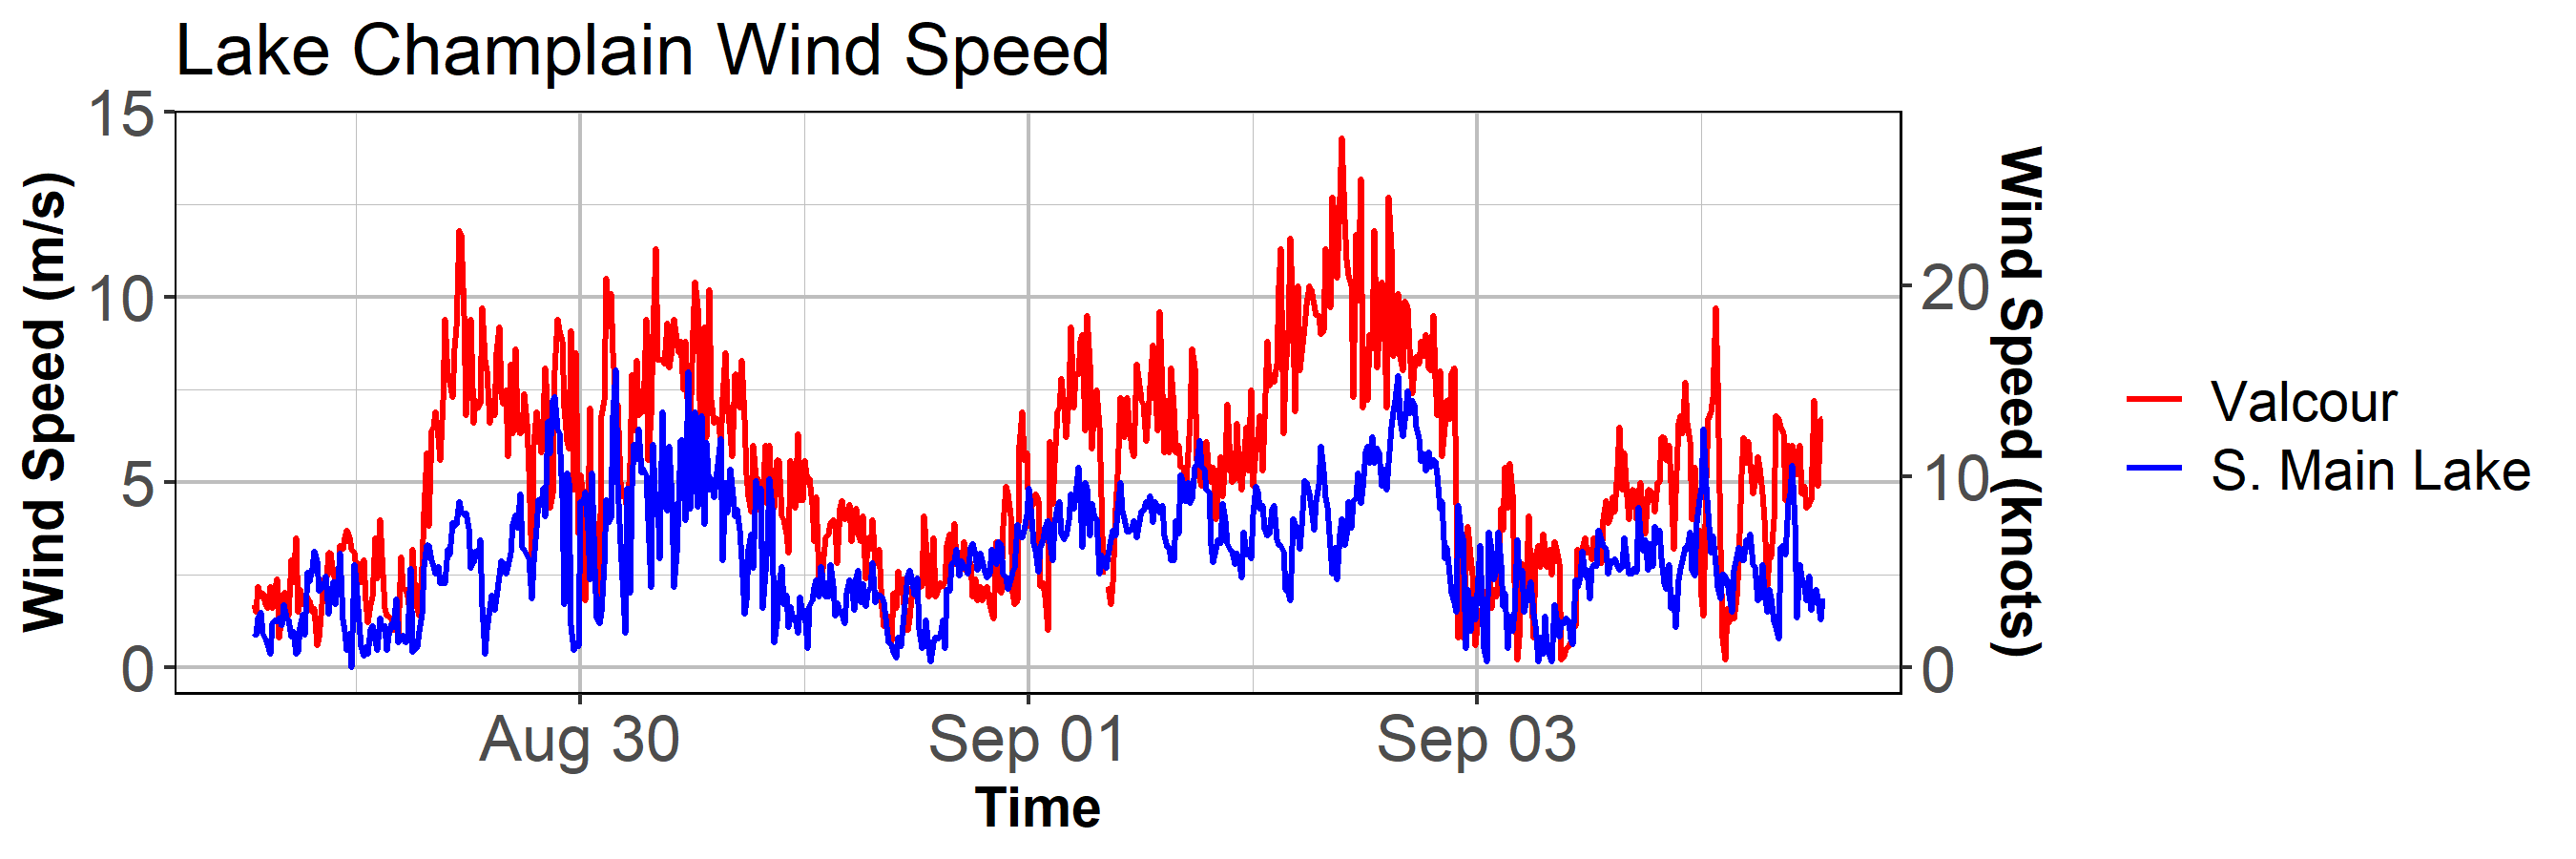 Lake Champlain Wind Speed
15
10
5
0
Wind Speed (m/s)
20
10
0
Wind Speed (knots)
Aug 30
Sep 01
Sep 03
Time
Valcour
S. Main Lake